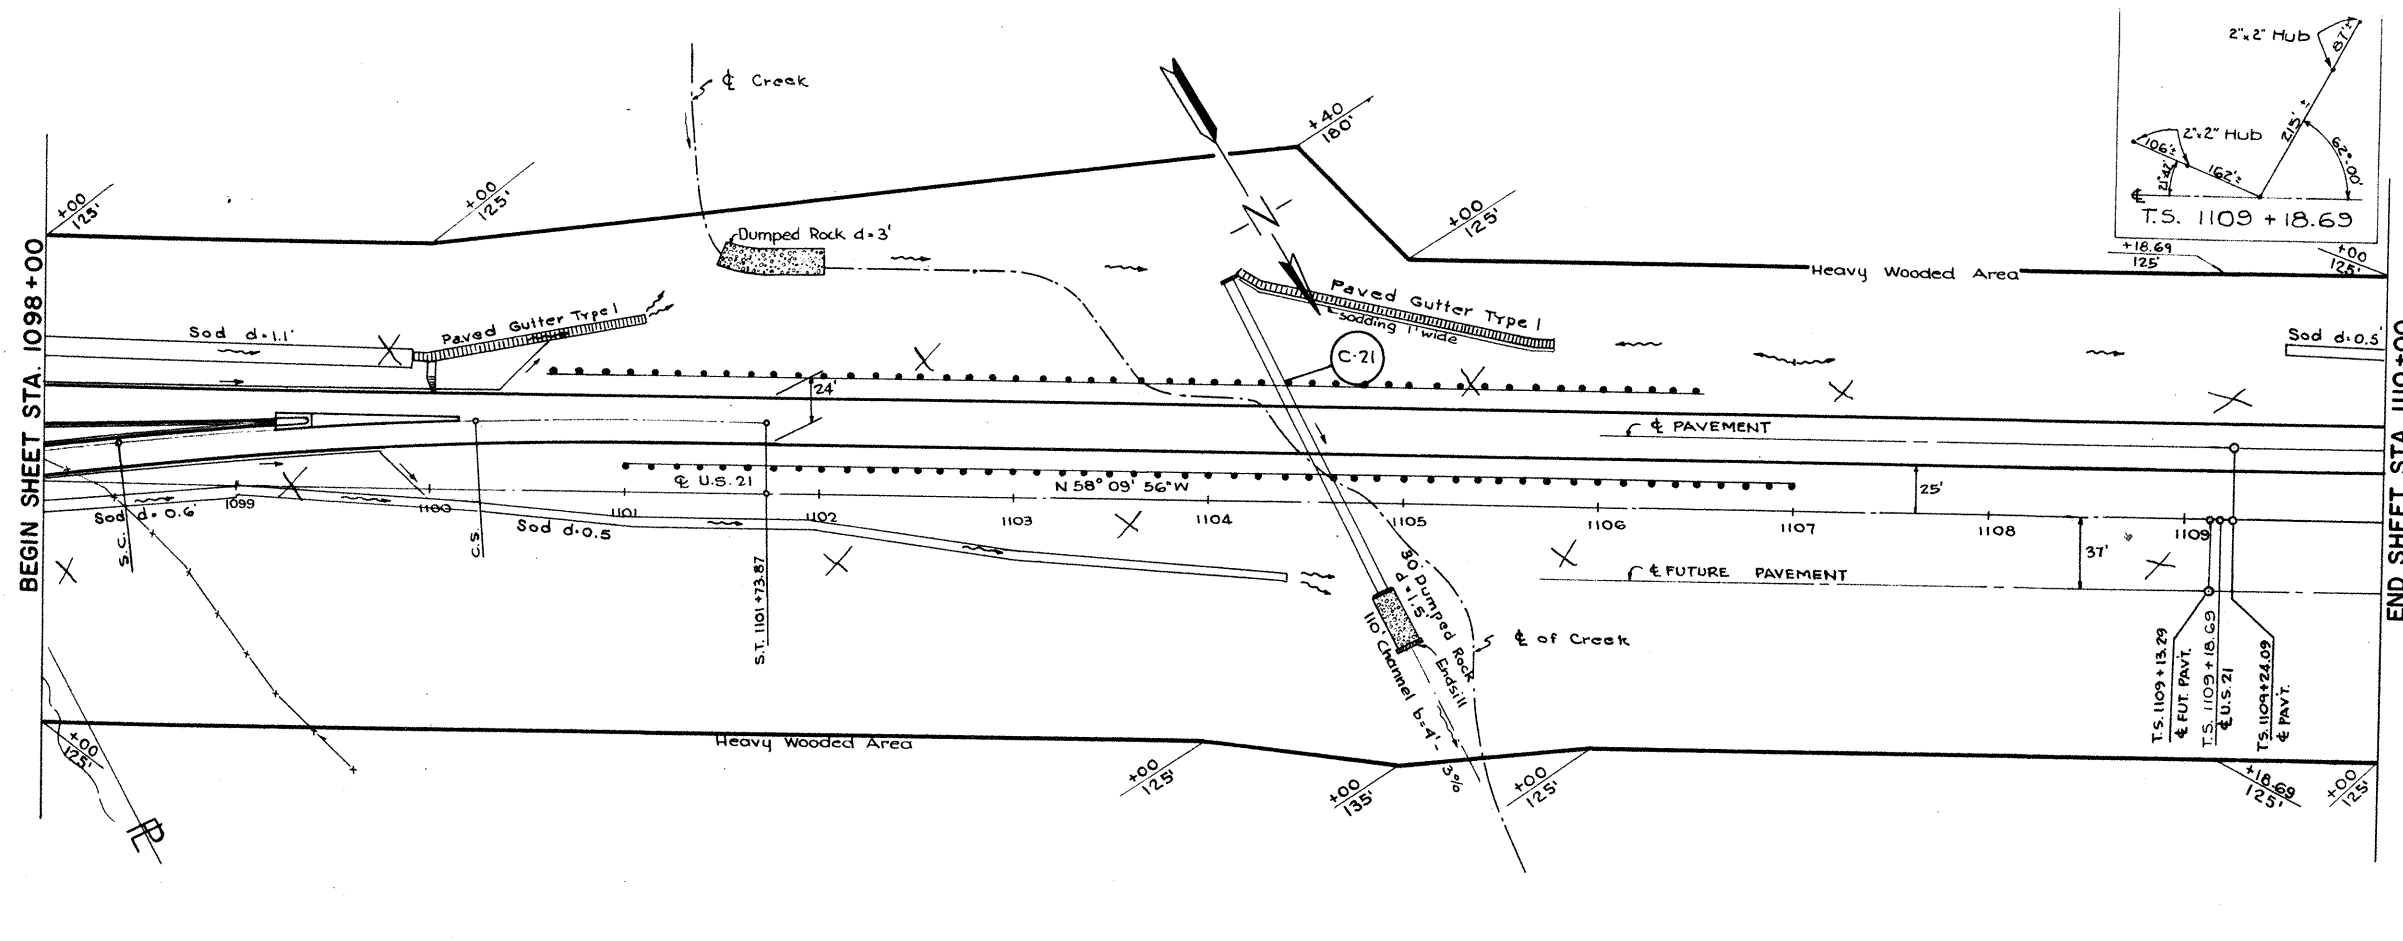 BEGIN SHEET STA. 1098+00
℄ Creek
+40
180'
2"x2" Hub
87'±
215'±
62°-00'
2"x2" Hub
106'±
162'±
21°42'
℄
T.S. 1109 + 18.69
+00
125'
+00
125'
Dumped Rock d=3'
N
+00
125'
+18.69
125'
+00
125'
Heavy Wooded Area
Sod d=1.1'
Paved Gutter Type 1
Paved Gutter Type 1
Sodding 1' wide
C-21
Sod d=0.5'
24'
℄ PAVEMENT
℄ U.S. 21
N 58° 09' 56" W
25'
1099
1100
1101
1102
1103
1104
1105
1106
1107
1108
1109
Sod d= 0.6'
Sod d=0.5
S.C.
C.S.
S.T. 1101 +73.87
37'
℄ FUTURE PAVEMENT
30' Dumped Rock
d=1.5'
Endsill
110' Channel b=4'- 3%
℄ of Creek
T.S. 1109 +13.29
℄ FUT. PAV'T.
T.S. 1109+18.69
℄ U.S. 21
T.S. 1109+24.09
℄ PAV'T.
+00
125'
PL
Heavy Wooded Area
+00
125'
+00
135'
+00
125'
+18.69
125'
+00
125'
END SHEET STA. 1110+00